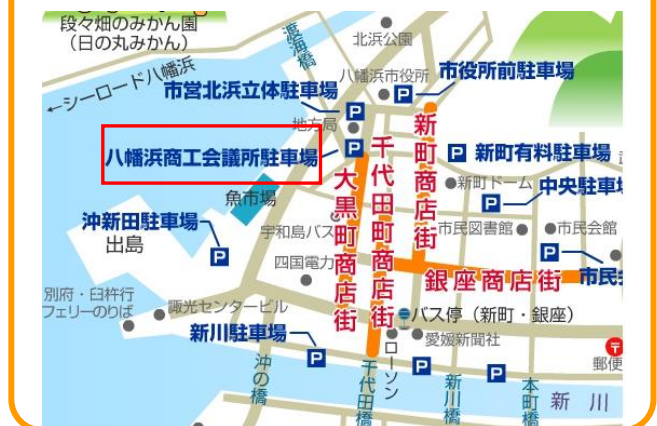 段々畑のみかん園
（日の丸みかん）
渡海橋
北浜公園
←シーロード八幡浜
八幡浜市役所
市役所前駐車場
市営北浜立体駐車場
P
P
地方局
八幡浜商工会議所駐車場
P
新町商店街
千代田町商店街
大黒町商店街
P 新町有料駐車場
新町ドーム
中央駐車場
P
魚市場
沖新田駐車場
出島
P
宇和島バス
市民図書館
市民会館
四国電力
P
銀座商店街
市民
別府・臼杵行
フェリーのりば
諏光センタービル
バス停（新町・銀座）
新川駐車場
P
愛媛新聞社
ローソン
〒
郵便
P
P
沖の橋
千代田橋
新川橋
本町橋
新川